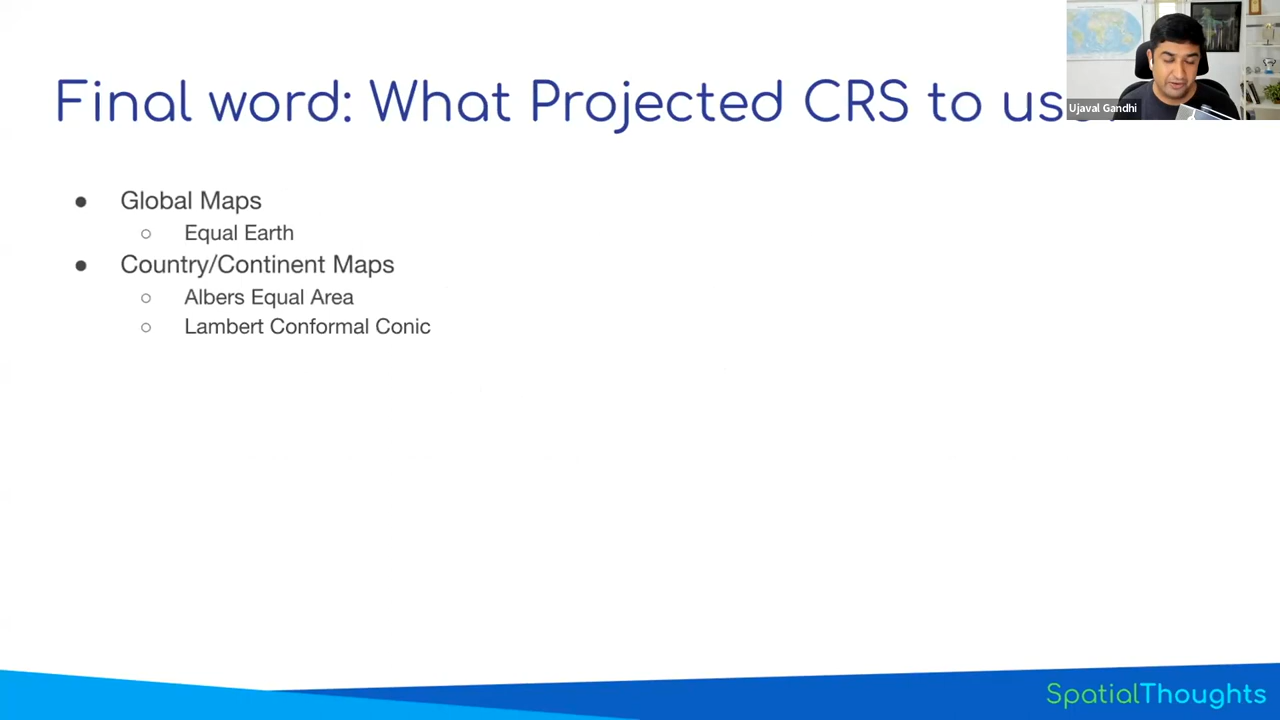 Final word: What Projected CRS to us
Ujaval Gandhi
● Global Maps
○ Equal Earth
● Country/Continent Maps
○ Albers Equal Area
○ Lambert Conformal Conic
SpatialThoughts